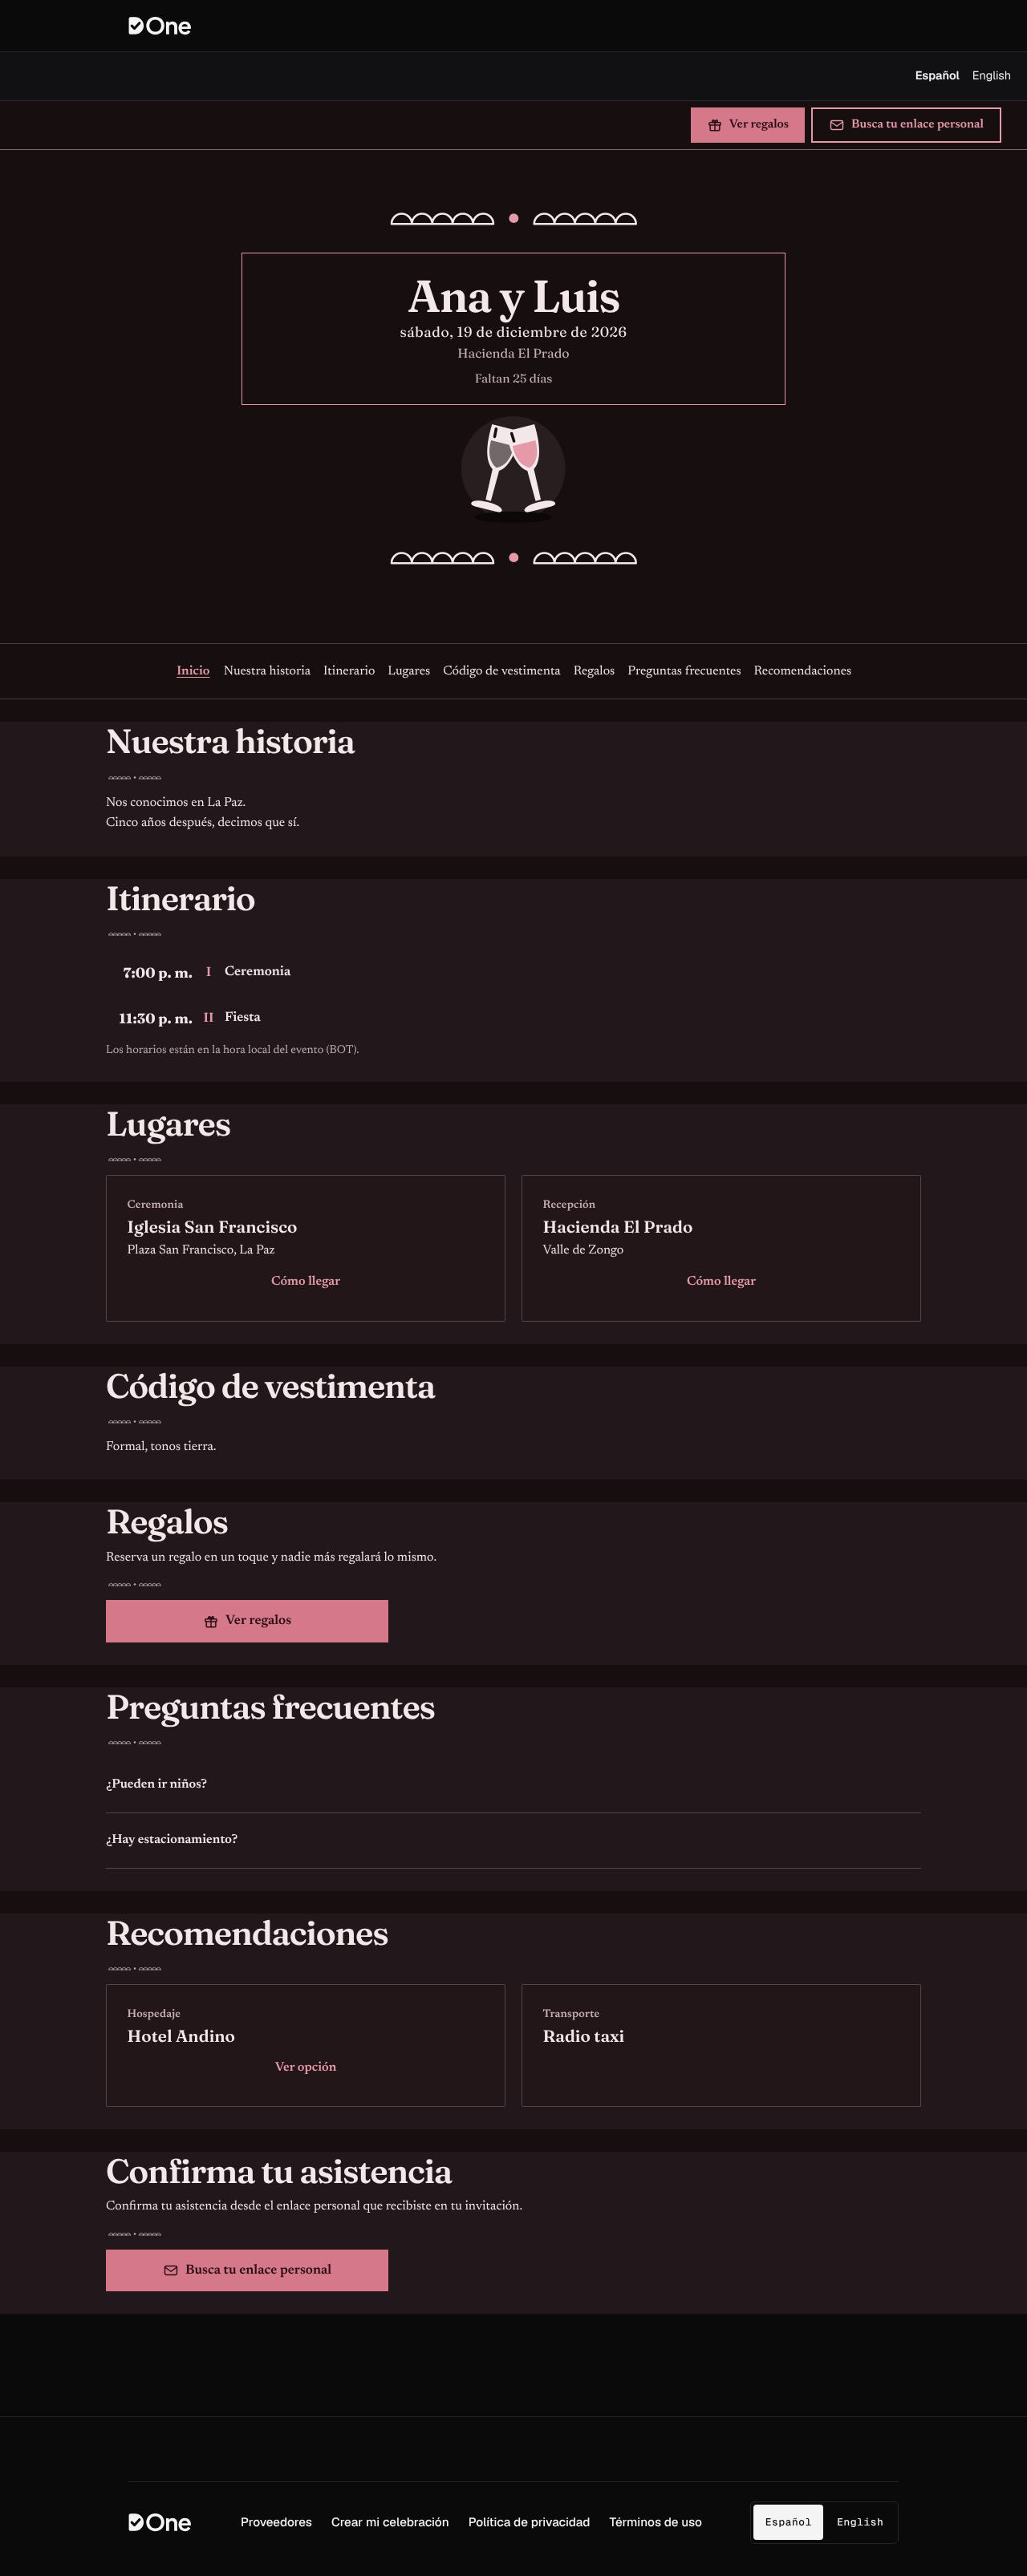 One
Español English
Ver regalos Busca tu enlace personal
Ana y Luis
sábado, 19 de diciembre de 2026
Hacienda El Prado
Faltan 25 días
Inicio Nuestra historia Itinerario Lugares Código de vestimenta Regalos Preguntas frecuentes Recomendaciones
Nuestra historia
Nos conocimos en La Paz.
Cinco años después, decimos que sí.
Itinerario
7:00 p. m. I Ceremonia
11:30 p. m. II Fiesta
Los horarios están en la hora local del evento (BOT).
Lugares
Ceremonia
Iglesia San Francisco
Plaza San Francisco, La Paz
Cómo llegar
Recepción
Hacienda El Prado
Valle de Zongo
Cómo llegar
Código de vestimenta
Formal, tonos tierra.
Regalos
Reserva un regalo en un toque y nadie más regalará lo mismo.
Ver regalos
Preguntas frecuentes
¿Pueden ir niños?
¿Hay estacionamiento?
Recomendaciones
Hospedaje
Hotel Andino
Ver opción
Transporte
Radio taxi
Confirma tu asistencia
Confirma tu asistencia desde el enlace personal que recibiste en tu invitación.
Busca tu enlace personal
One
Proveedores Crear mi celebración Política de privacidad Términos de uso
Español English